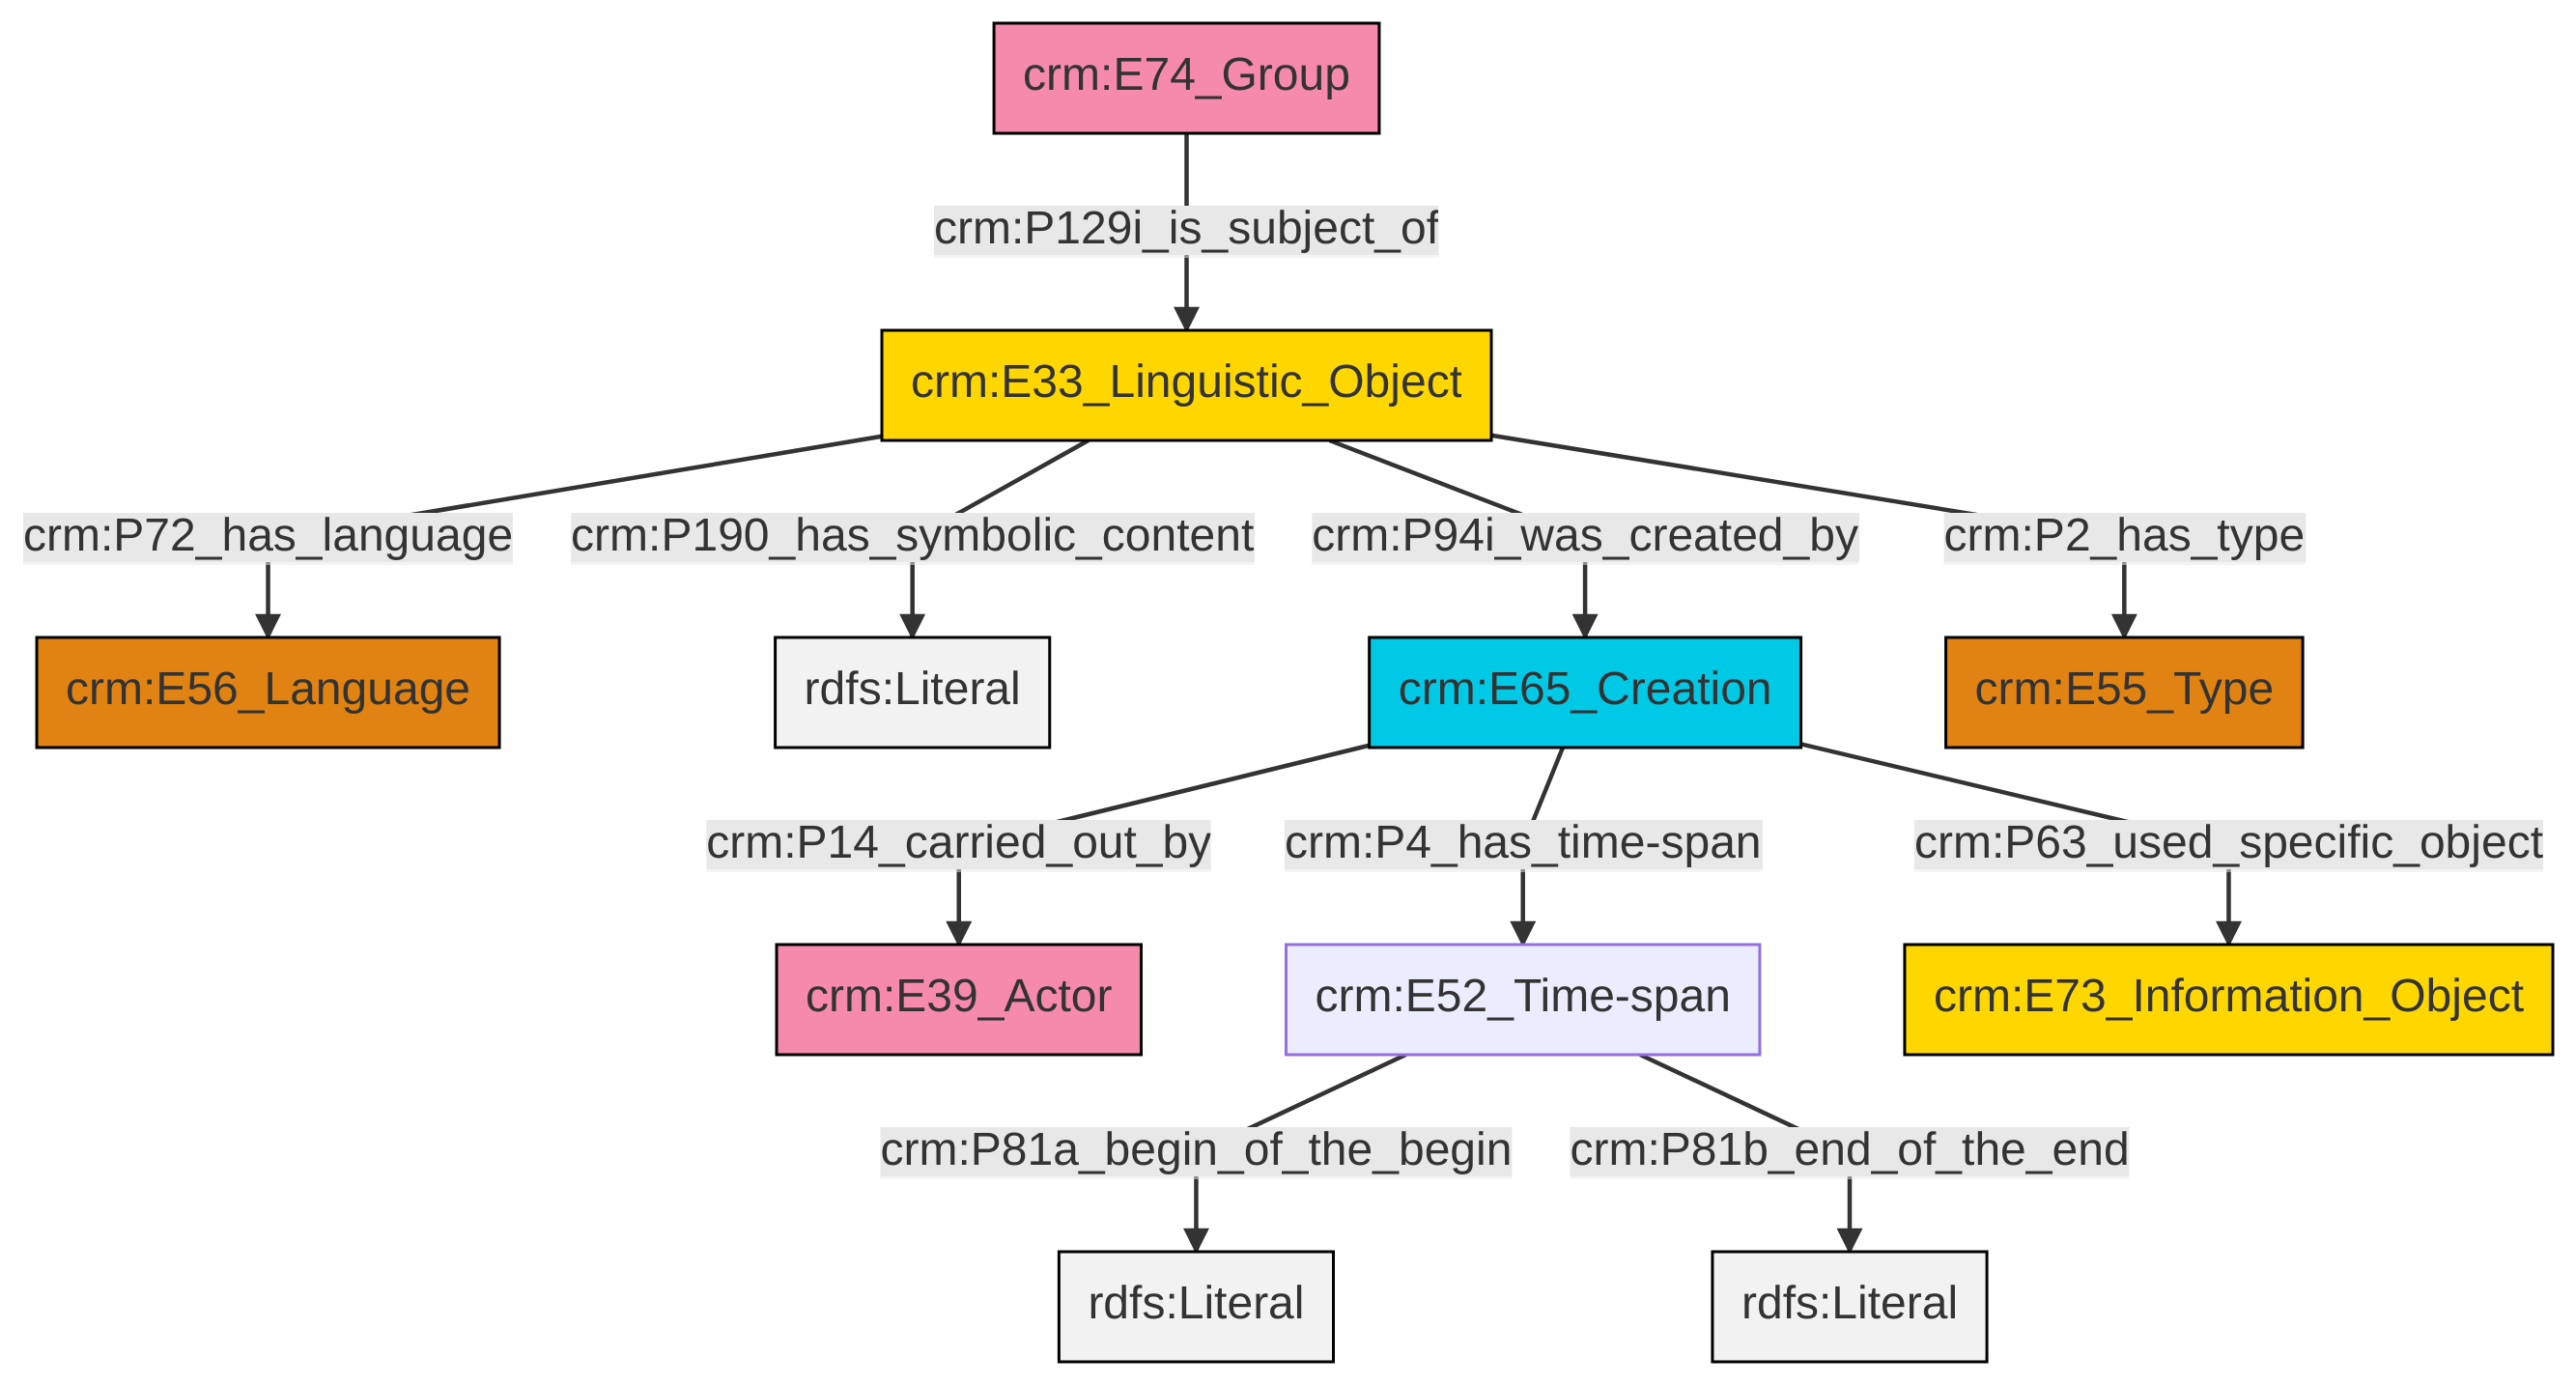 crm:E74_Group
crm:P129i_is_subject_of
crm:E33_Linguistic_Object
crm:P72_has_language
crm:P190_has_symbolic_content
crm:P94i_was_created_by
crm:P2_has_type
crm:E56_Language
rdfs:Literal
crm:E65_Creation
crm:E55_Type
crm:P14_carried_out_by
crm:P4_has_time-span
crm:P63_used_specific_object
crm:E39_Actor
crm:E52_Time-span
crm:E73_Information_Object
crm:P81a_begin_of_the_begin
crm:P81b_end_of_the_end
rdfs:Literal
rdfs:Literal